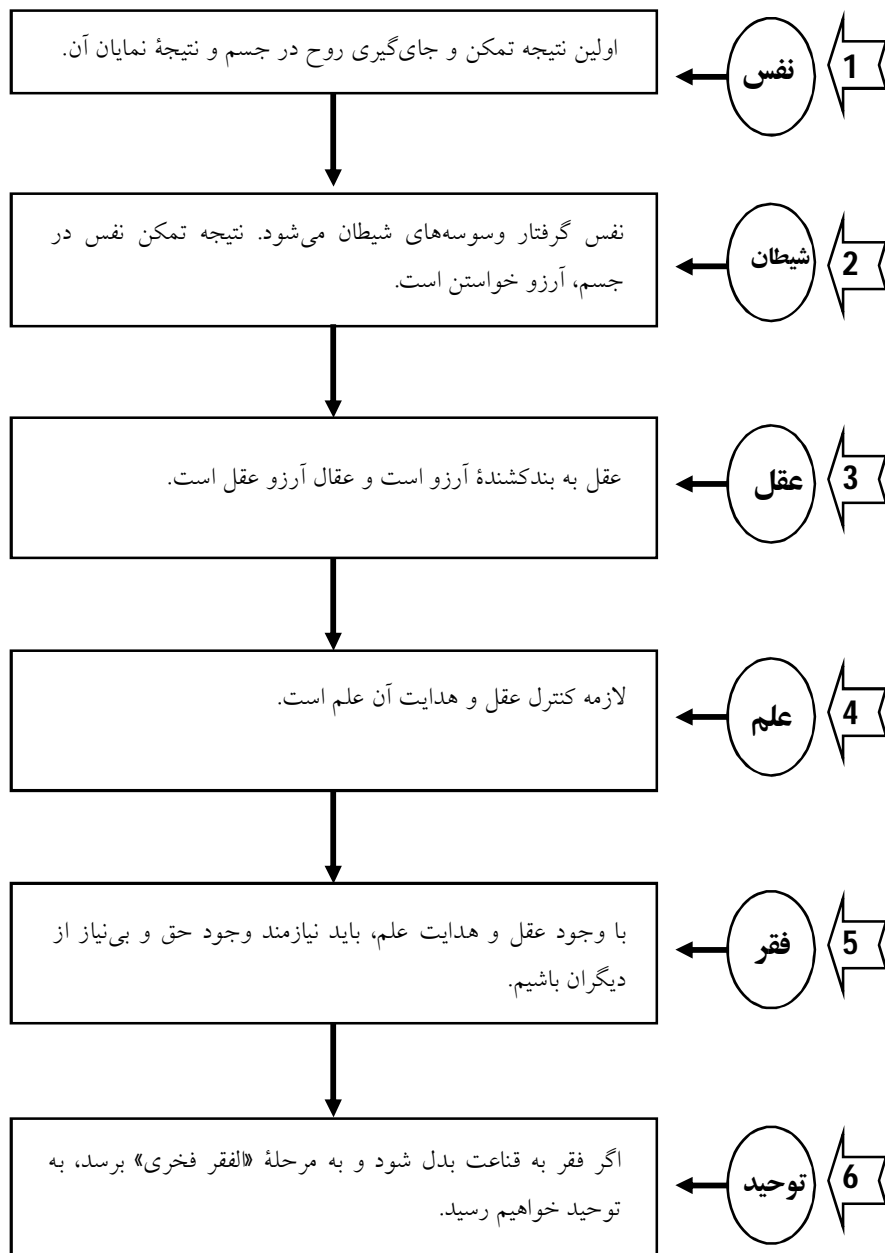 1
نفس
اولین نتیجه تمکن و جای‌گیری روح در جسم و نتیجهٔ نمایان آن.
2
شیطان
نفس گرفتار وسوسه‌های شیطان می‌شود. نتیجه تمکن نفس در
جسم، آرزو خواستن است.
3
عقل
عقل به بندکشندهٔ آرزو است و عقال آرزو عقل است.
4
علم
لازمه کنترل عقل و هدایت آن علم است.
5
فقر
با وجود عقل و هدایت علم، باید نیازمند وجود حق و بی‌نیاز از
دیگران باشیم.
6
توحید
اگر فقر به قناعت بدل شود و به مرحلهٔ «الفقر فخری» برسد، به
توحید خواهیم رسید.